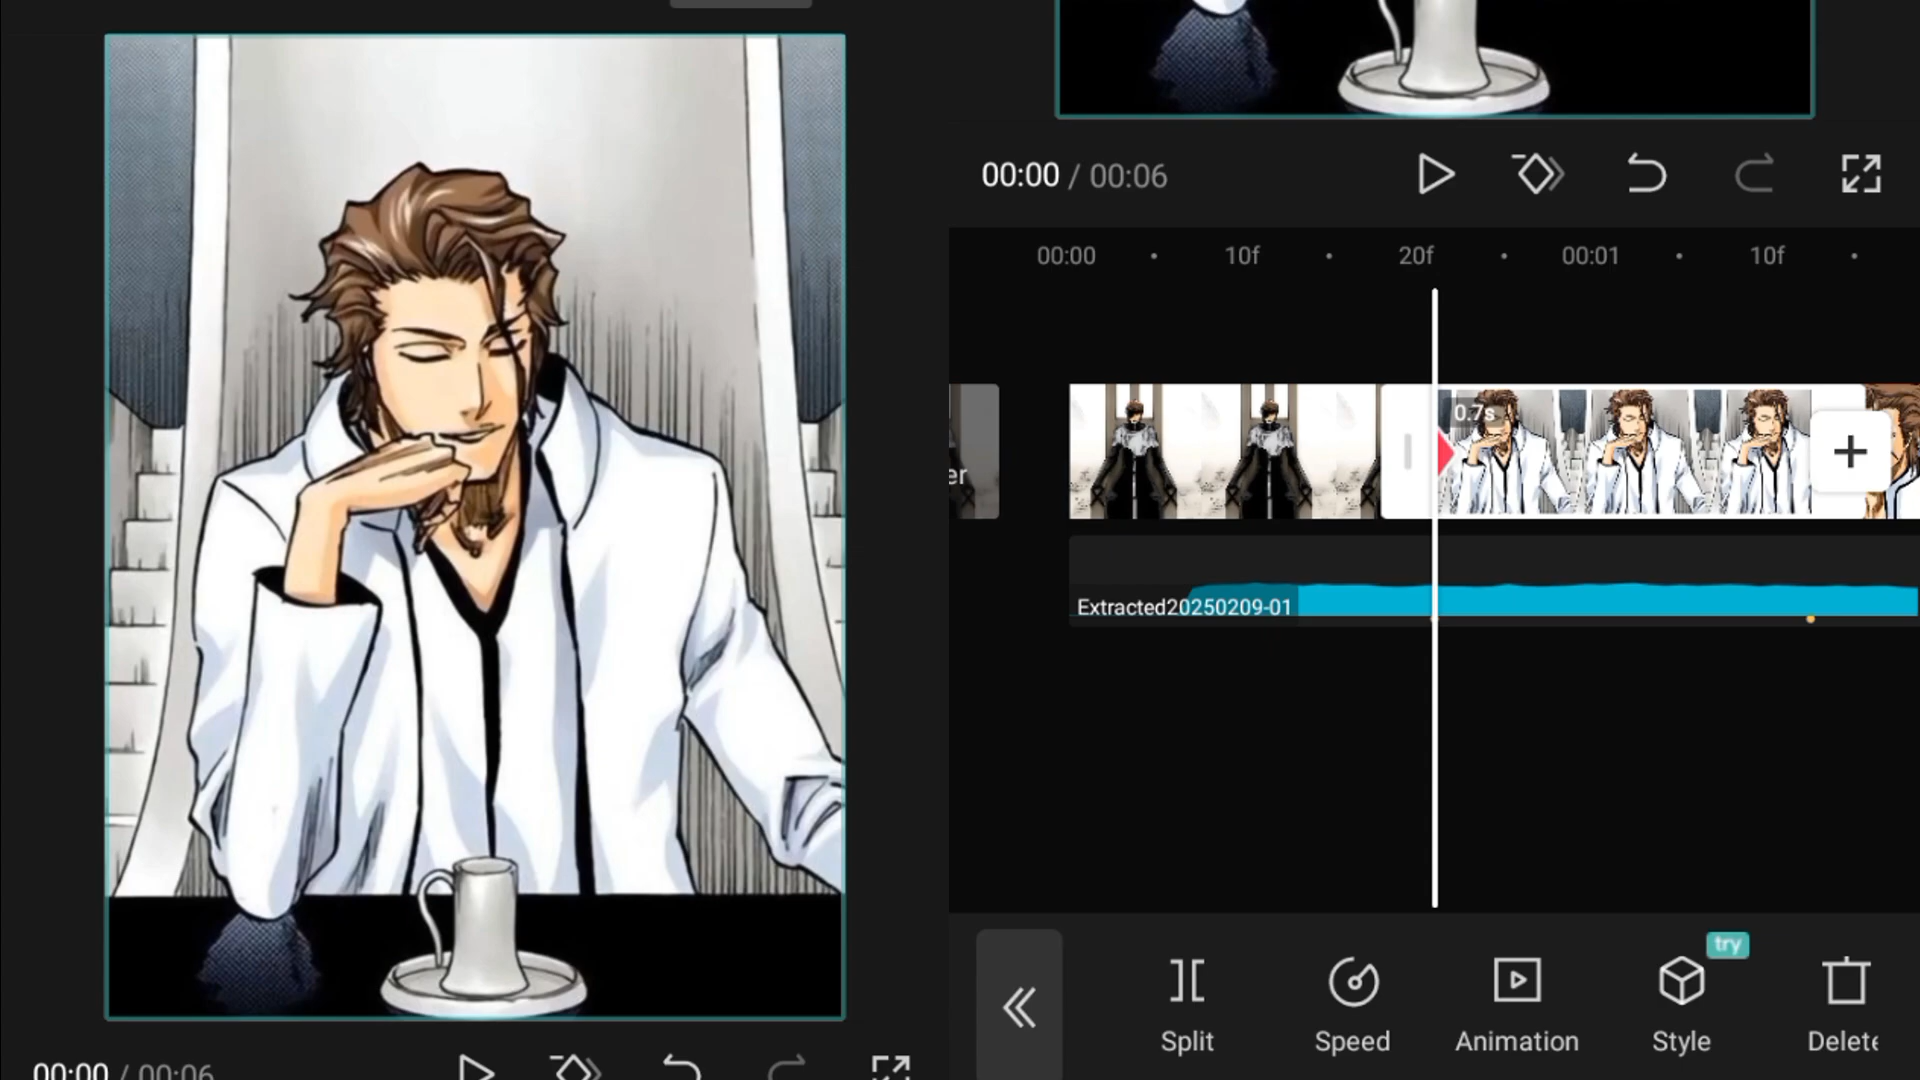 00:00 / 00:06
00:00 / 00:06
00:00 10f 20f 00:01 10f
er
0.7s
Extracted20250209-01
try
Split Speed Animation Style Delete